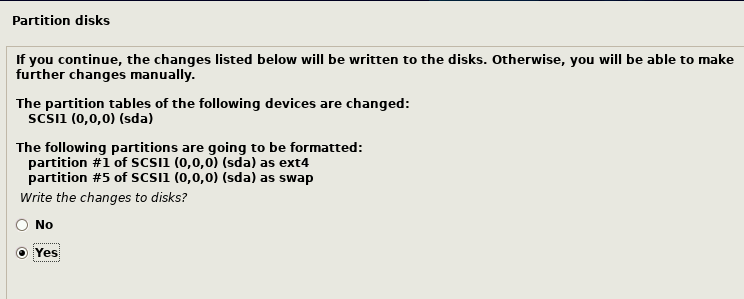 Partition disks
If you continue, the changes listed below will be written to the disks. Otherwise, you will be able to make
further changes manually.
The partition tables of the following devices are changed:
SCSI1 (0,0,0) (sda)
The following partitions are going to be formatted:
partition #1 of SCSI1 (0,0,0) (sda) as ext4
partition #5 of SCSI1 (0,0,0) (sda) as swap
Write the changes to disks?
No
Yes